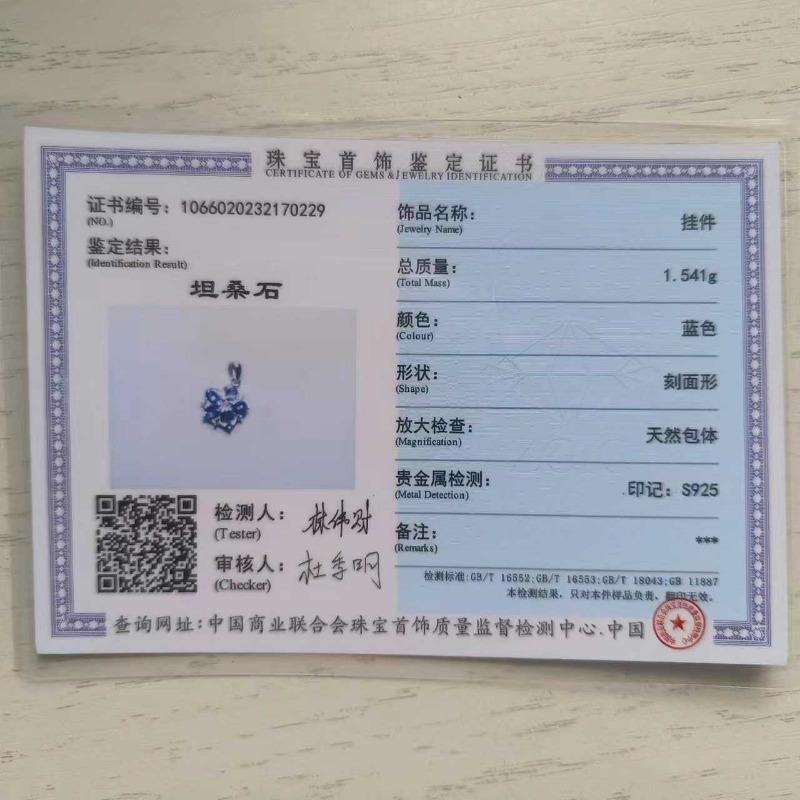 珠宝首饰鉴定证书
CERTIFICATE OF GEMS & JEWELRY IDENTIFICATION
证书编号：1066020232170229
(NO.)
鉴定结果：
(Identification Result)
坦桑石
检测人：
(Tester)
审核人：
(Checker)
饰品名称： 挂件
(Jewelry Name)
总质量： 1.541g
(Total Mass)
颜色： 蓝色
(Colour)
形状： 刻面形
(Shape)
放大检查： 天然包体
(Magnification)
贵金属检测： 印记：S925
(Metal Detection)
备注： ***
(Remarks)
检测标准:GB/T 16552;GB/T 16553;GB/T 18043;GB 11887
本检测结果，只对本件样品负责，翻印无效。
查询网址:中国商业联合会珠宝首饰质量监督检测中心.中国